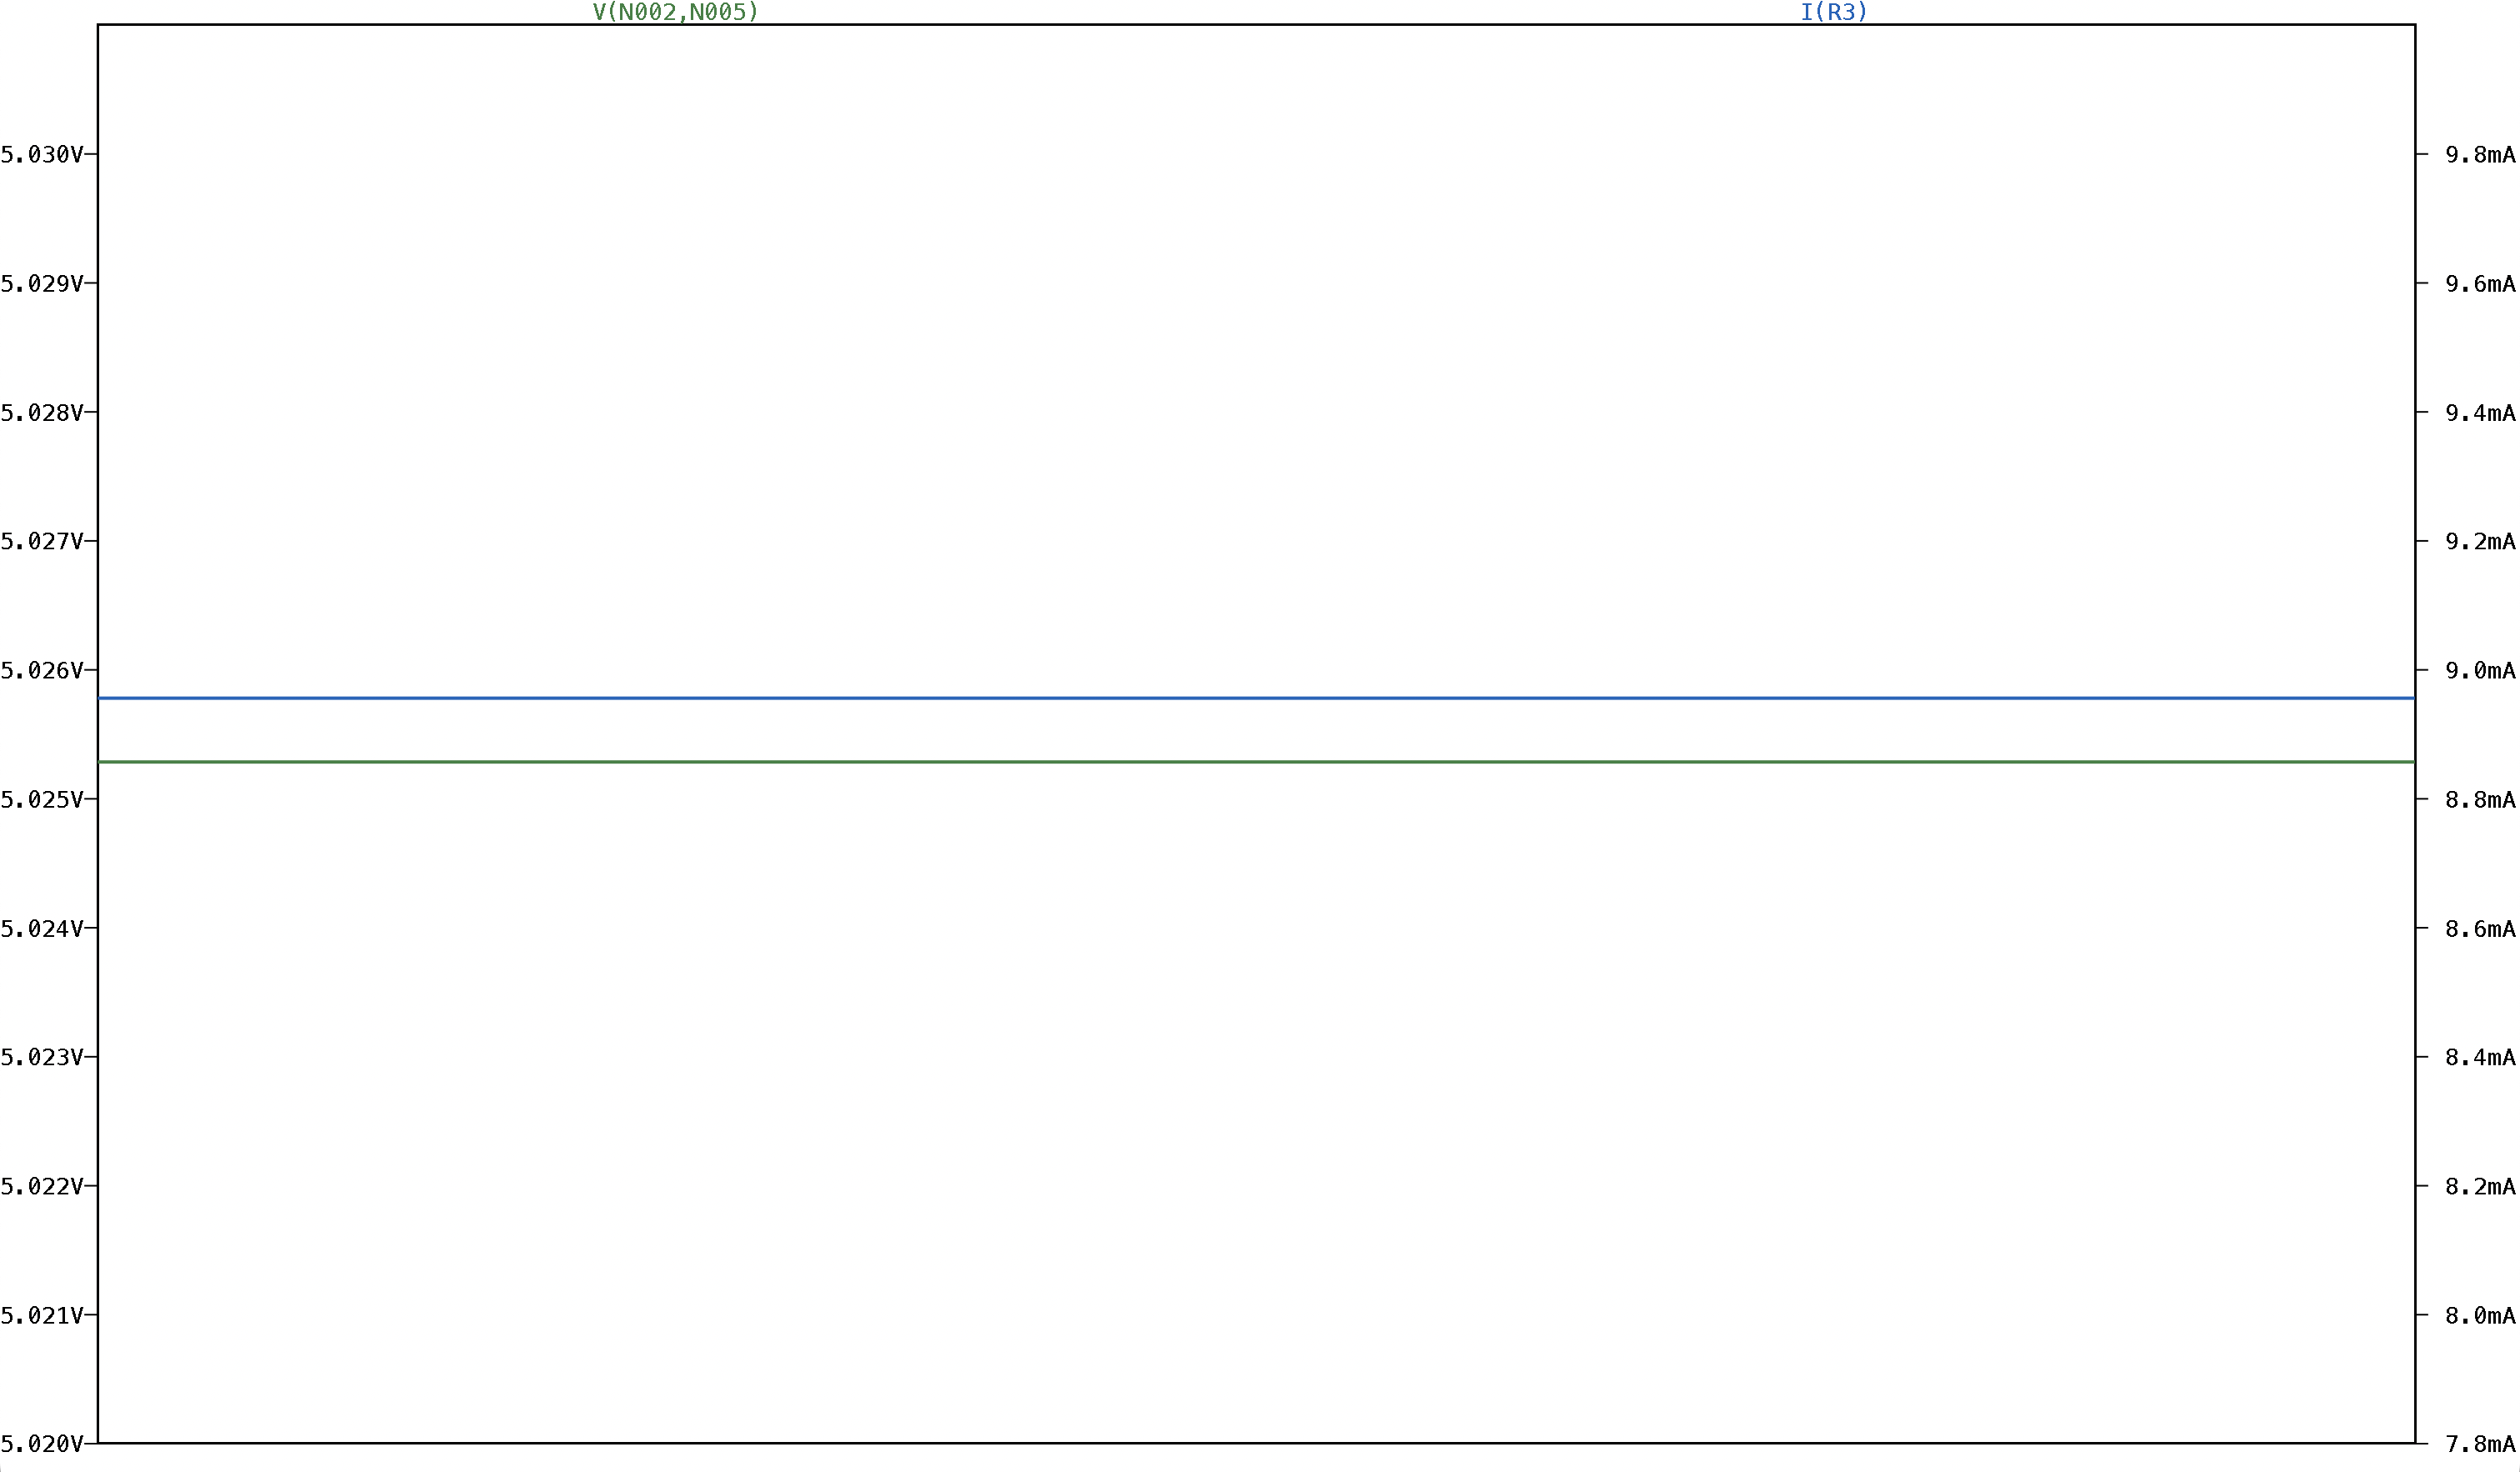 V(N002,N005) I(R3)
5.030V 9.8mA
5.029V 9.6mA
5.028V 9.4mA
5.027V 9.2mA
5.026V 9.0mA
5.025V 8.8mA
5.024V 8.6mA
5.023V 8.4mA
5.022V 8.2mA
5.021V 8.0mA
5.020V 7.8mA